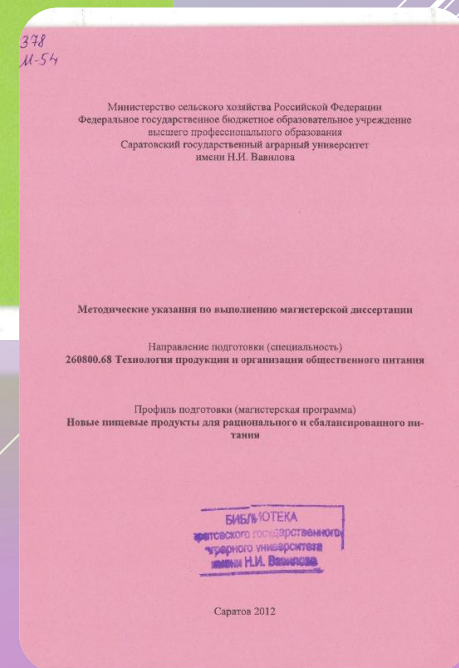 378
М-54
Министерство сельского хозяйства Российской Федерации
Федеральное государственное бюджетное образовательное учреждение
высшего профессионального образования
Саратовский государственный аграрный университет
имени Н.И. Вавилова
Методические указания по выполнению магистерской диссертации
Направление подготовки (специальность)
260800.68 Технология продукции и организация общественного питания
Профиль подготовки (магистерская программа)
Новые пищевые продукты для рационального и сбалансированного пи-
тания
БИБЛИОТЕКА
аратовского государственного
аграрного университета
имени Н.И. Вавилова
Саратов 2012